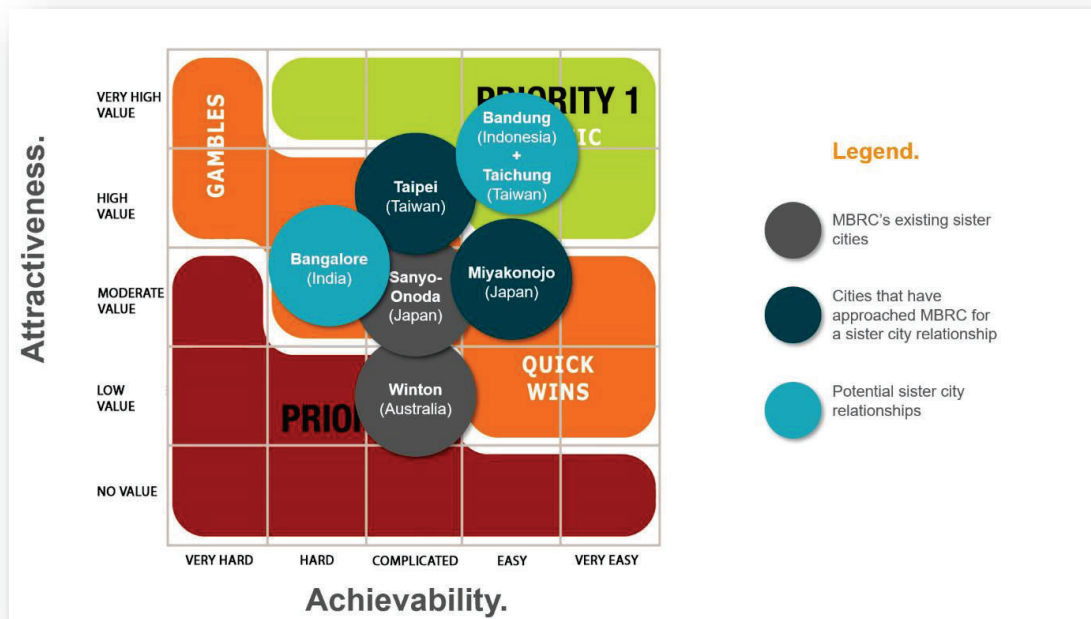 Attractiveness.
VERY HIGH
VALUE
HIGH
VALUE
MODERATE
VALUE
LOW
VALUE
NO VALUE
GAMBLES
PRIORITY 1
IC
Bandung
(Indonesia)
+
Taichung
(Taiwan)
Taipei
(Taiwan)
Bangalore
(India)
Sanyo-
Onoda
(Japan)
Miyakonojo
(Japan)
QUICK
WINS
Winton
(Australia)
VERY HARD
HARD
COMPLICATED
EASY
VERY EASY
Achievability.
Legend.
MBRC's existing sister
cities
Cities that have
approached MBRC for
a sister city relationship
Potential sister city
relationships